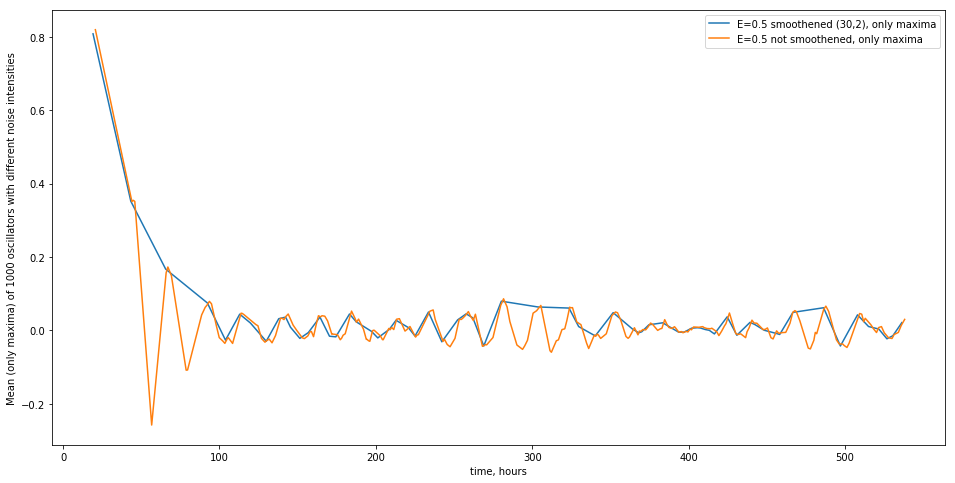 E=0.5 smoothened (30,2), only maxima
E=0.5 not smoothened, only maxima
Mean (only maxima) of 1000 oscillators with different noise intensities
0.8
0.6
0.4
0.2
0.0
−0.2
0 100 200 300 400 500
time, hours